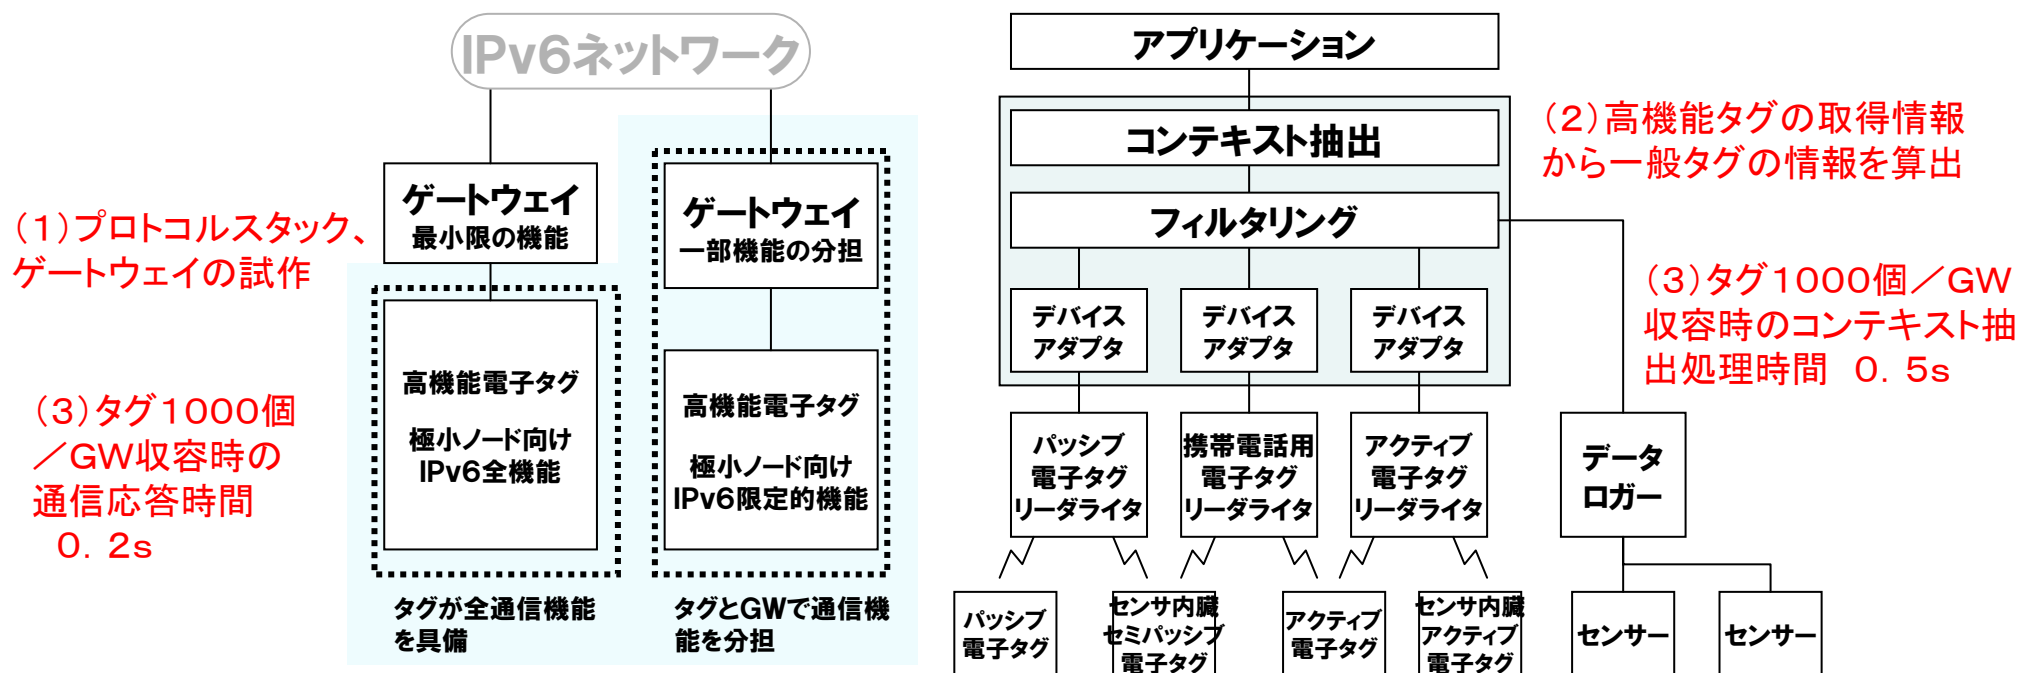 IPv6ネットワーク
ゲートウェイ
最小限の機能
ゲートウェイ
一部機能の分担
(1)プロトコルスタック、
ゲートウェイの試作
高機能電子タグ
極小ノード向け
IPv6全機能
高機能電子タグ
極小ノード向け
IPv6限定的機能
(3)タグ1000個
/GW収容時の
通信応答時間
0.2s
タグが全通信機能
を具備
タグとGWで通信機
能を分担
アプリケーション
コンテキスト抽出
フィルタリング
(2)高機能タグの取得情報
から一般タグの情報を算出
デバイス
アダプタ
デバイス
アダプタ
デバイス
アダプタ
(3)タグ1000個/GW
収容時のコンテキスト抽
出処理時間 0.5s
パッシブ
電子タグ
リーダライタ
携帯電話用
電子タグ
リーダライタ
アクティブ
電子タグ
リーダライタ
データ
ロガー
パッシブ
電子タグ
センサ内臓
セミパッシブ
電子タグ
アクティブ
電子タグ
センサ内臓
アクティブ
電子タグ
センサー
センサー